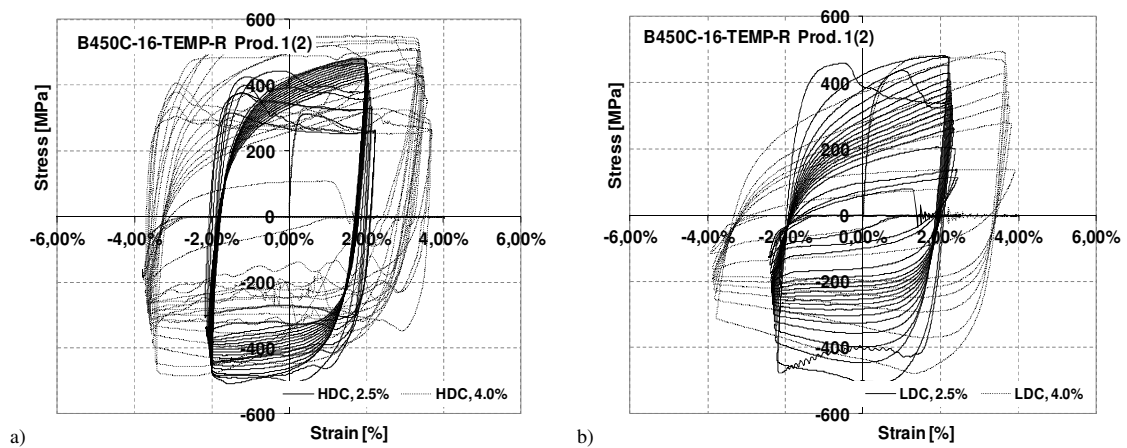 600
B450C-16-TEMP-R Prod. 1(2)
400
200
0
-6,00% -4,00% -2,00% 0,00% 2,00% 4,00% 6,00%
-200
-400
HDC, 2.5% HDC, 4.0%
-600
Stress [MPa]
Strain [%]
a)
600
B450C-16-TEMP-R Prod. 1(2)
400
200
0
-6,00% -4,00% -2,00% 0,00% 2,00% 4,00% 6,00%
-200
-400
LDC, 2.5% LDC, 4.0%
-600
Stress [MPa]
Strain [%]
b)